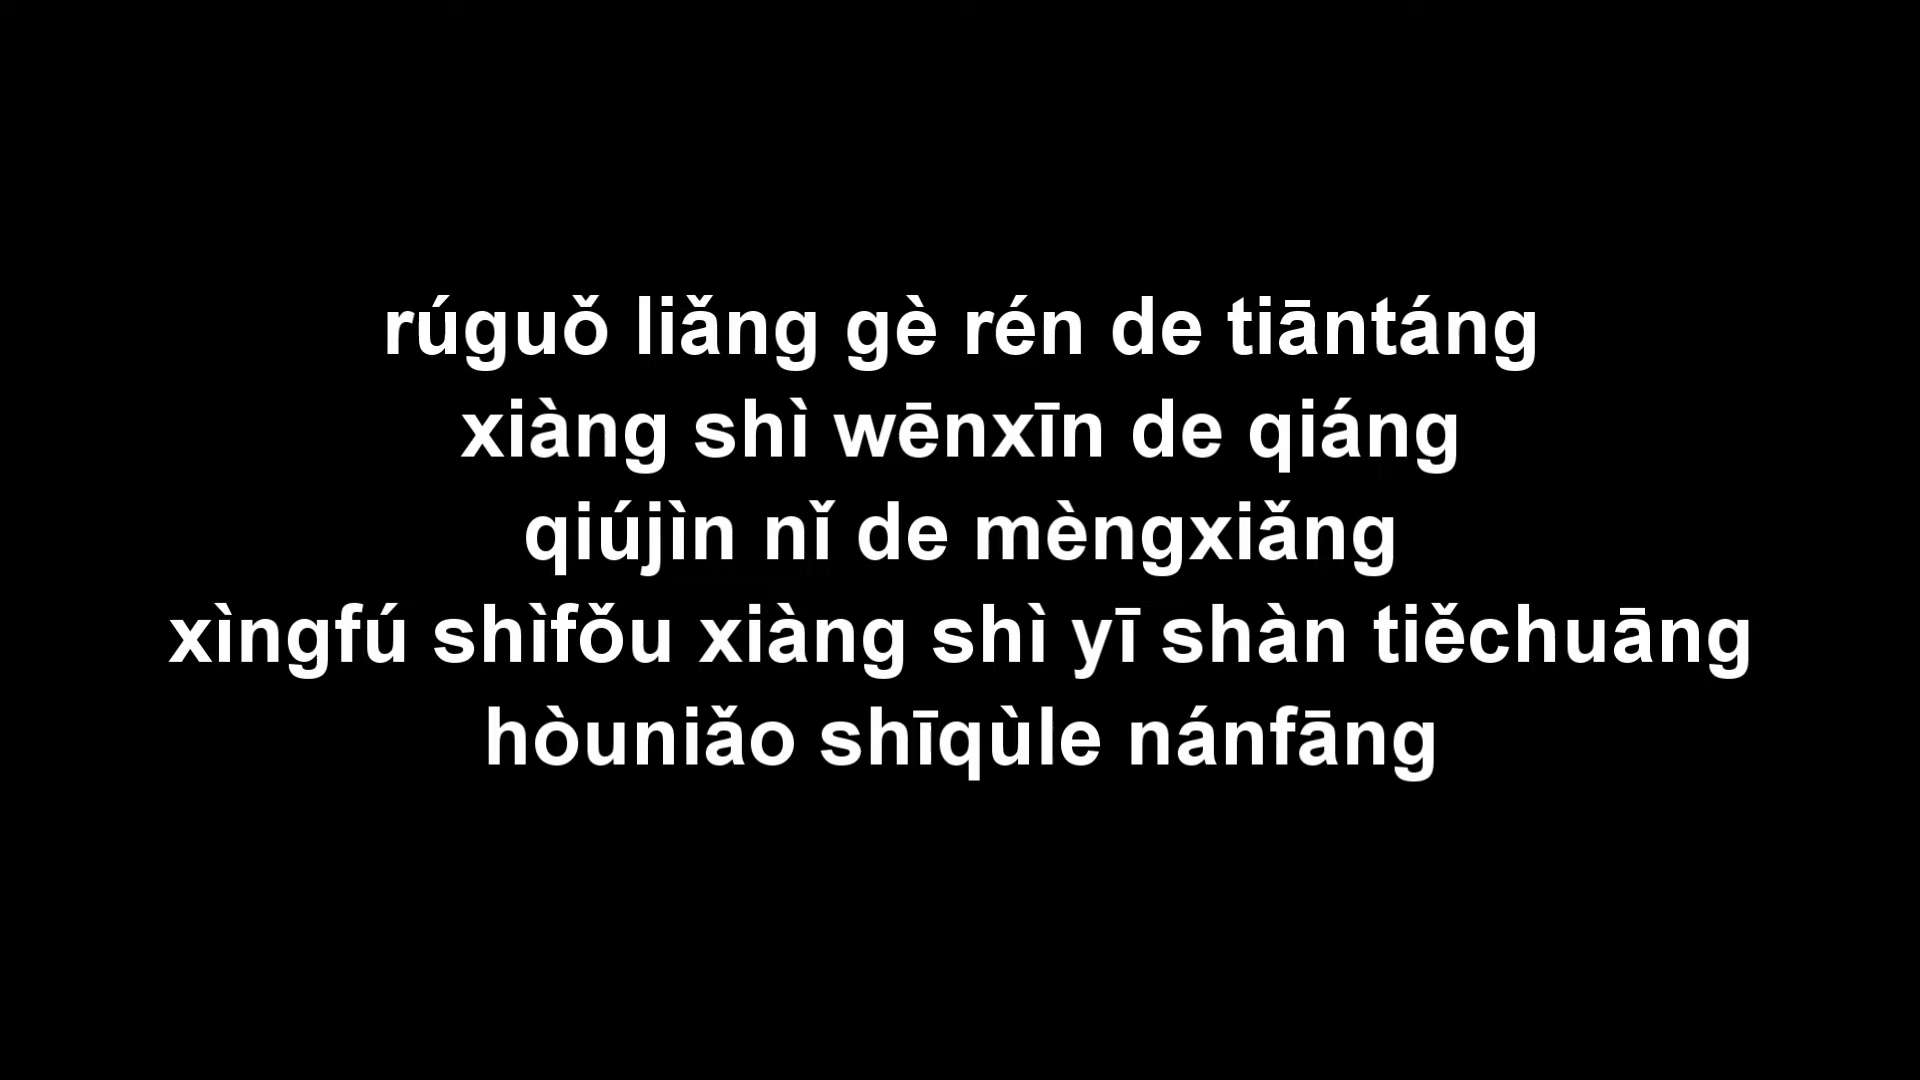 rúguǒ liǎng gè rén de tiāntáng
xiàng shì wēnxīn de qiáng
qiújìn nǐ de mèngxiǎng
xìngfú shìfǒu xiàng shì yī shàn tiěchuāng
hòuniǎo shīqùle nánfāng